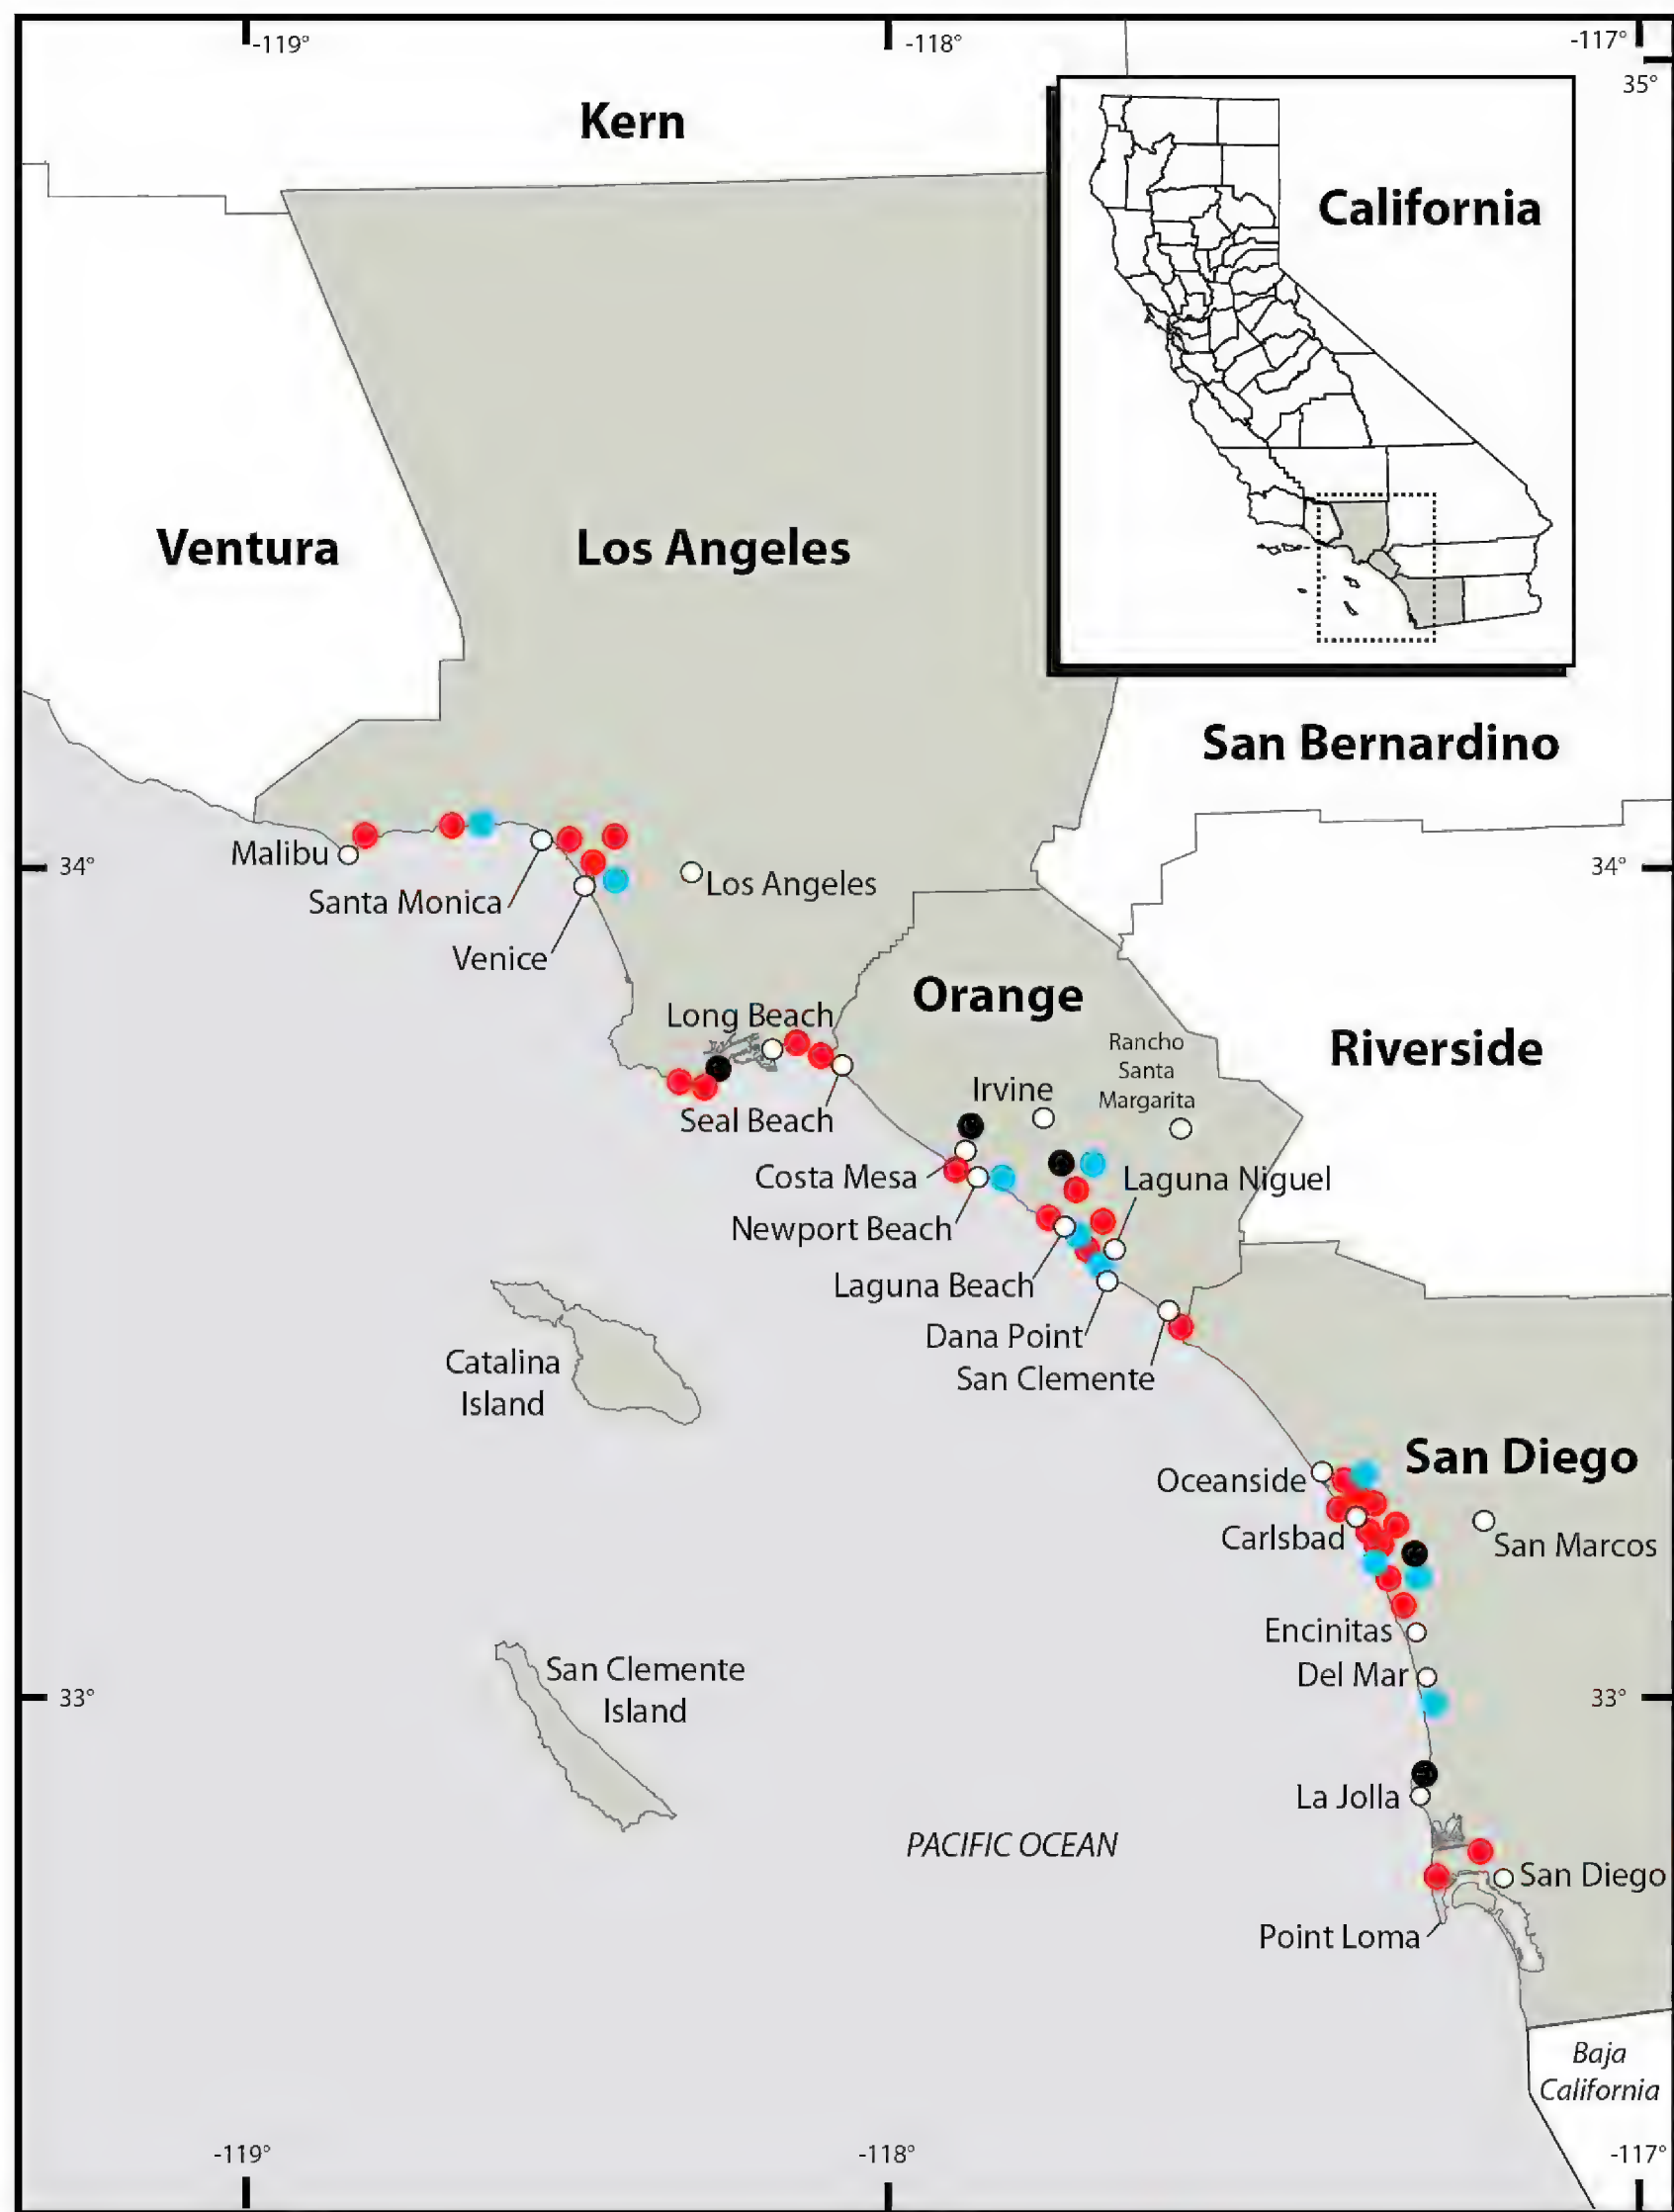 -119°
-118°
-117°
35°
Kern
California
Ventura
Los Angeles
San Bernardino
Malibu
34°
34°
Santa Monica
Los Angeles
Venice
Orange
Long Beach
Rancho
Santa
Margarita
Riverside
Irvine
Seal Beach
Costa Mesa
Laguna Niguel
Newport Beach
Laguna Beach
Dana Point
San Clemente
Catalina
Island
San Diego
Oceanside
Carlsbad
San Marcos
Encinitas
Del Mar
San Clemente
Island
33°
33°
La Jolla
PACIFIC OCEAN
San Diego
Point Loma
Baja
California
-119°
-118°
-117°